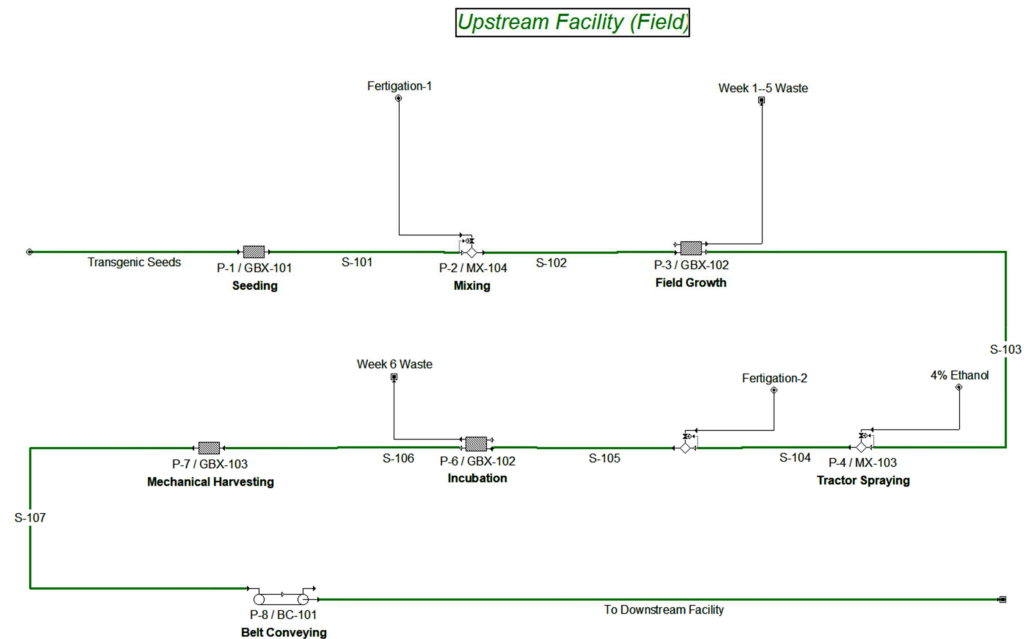 Upstream Facility (Field)
Fertigation-1
Week 1--5 Waste
Transgenic Seeds
S-101
S-102
P-1 / GBX-101
Seeding
P-2 / MX-104
Mixing
P-3 / GBX-102
Field Growth
S-103
Week 6 Waste
Fertigation-2
4% Ethanol
P-7 / GBX-103
Mechanical Harvesting
S-106
P-6 / GBX-102
Incubation
S-105
S-104
P-4 / MX-103
Tractor Spraying
S-107
P-8 / BC-101
Belt Conveying
To Downstream Facility